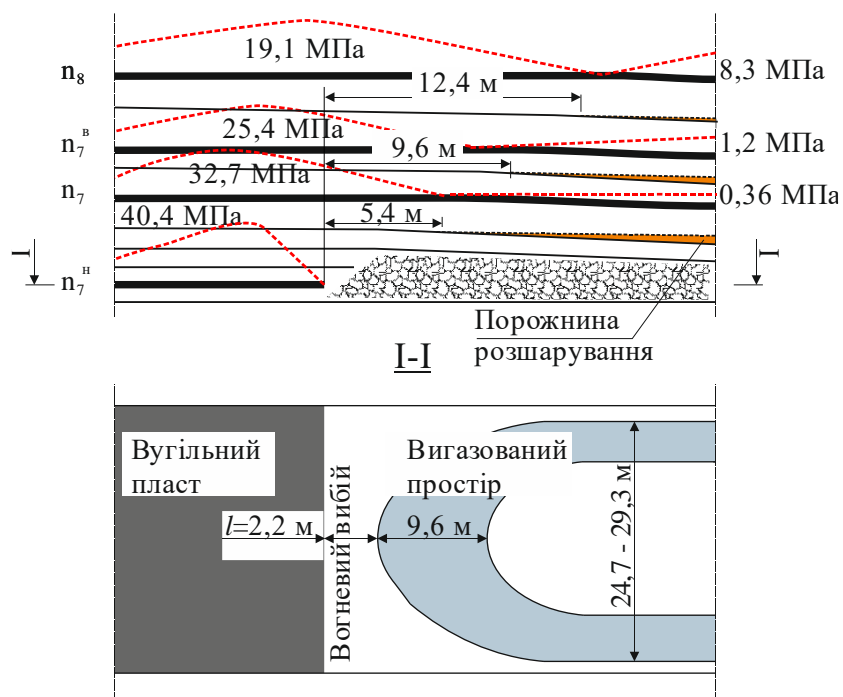 19,1 МПа
8,3 МПа
n8
12,4 м
25,4 МПа
n7в
9,6 м
1,2 МПа
32,7 МПа
n7
0,36 МПа
40,4 МПа
5,4 м
I
I
n7н
Порожнина
розшарування
I-I
Вугільний
пласт
Вигазований
простір
Вогневий вибій
l=2,2 м
9,6 м
24,7 - 29,3 м